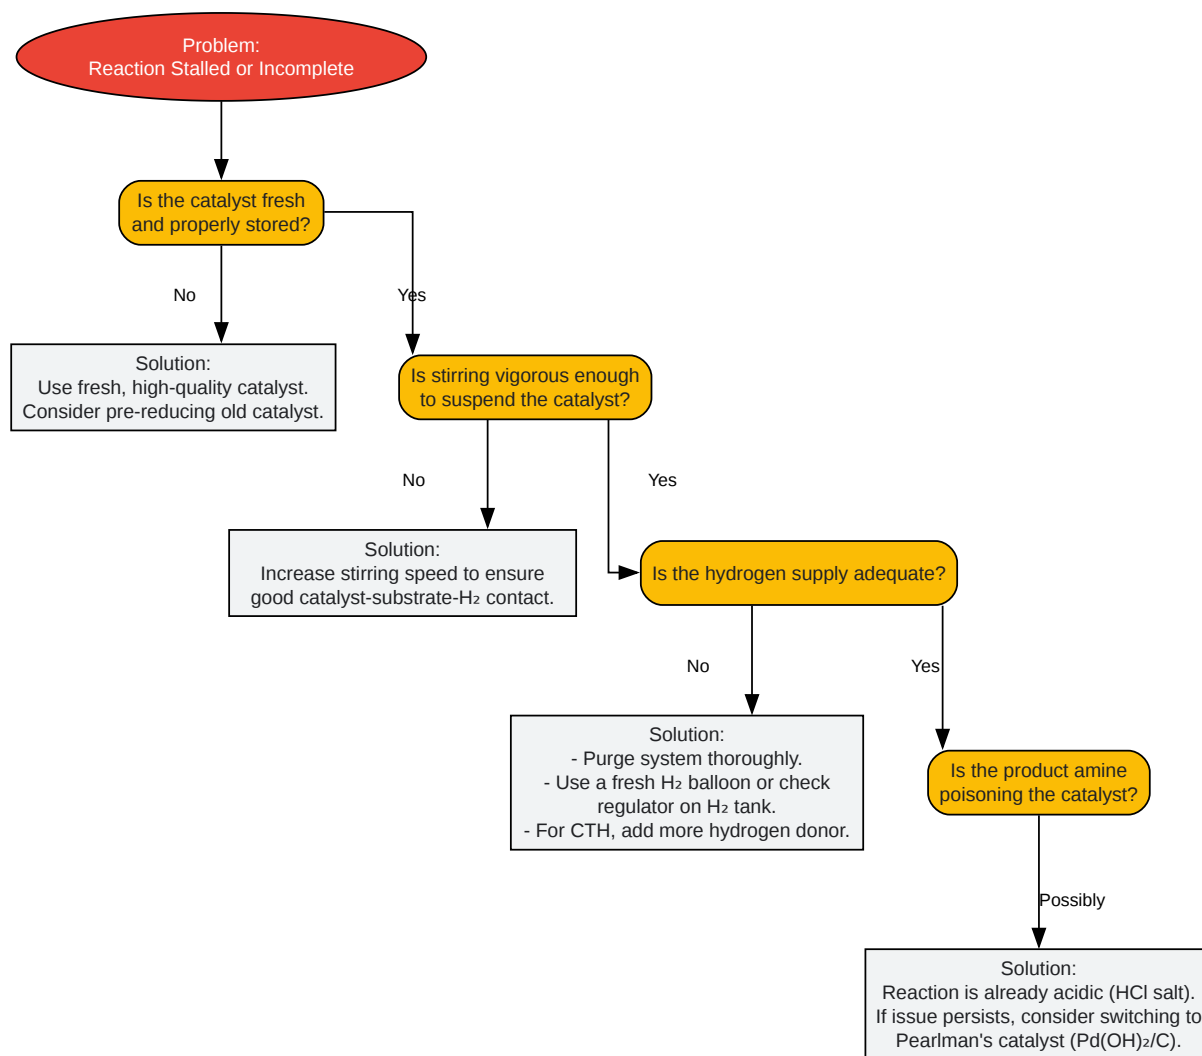 Problem:
Reaction Stalled or Incomplete
Is the catalyst fresh
and properly stored?
No
Yes
Solution:
Use fresh, high-quality catalyst.
Consider pre-reducing old catalyst.
Is stirring vigorous enough
to suspend the catalyst?
No
Yes
Solution:
Increase stirring speed to ensure
good catalyst-substrate-H₂ contact.
Is the hydrogen supply adequate?
No
Yes
Solution:
- Purge system thoroughly.
- Use a fresh H₂ balloon or check
regulator on H₂ tank.
- For CTH, add more hydrogen donor.
Is the product amine
poisoning the catalyst?
Possibly
Solution:
Reaction is already acidic (HCl salt).
If issue persists, consider switching to
Pearlman's catalyst (Pd(OH)₂/C).